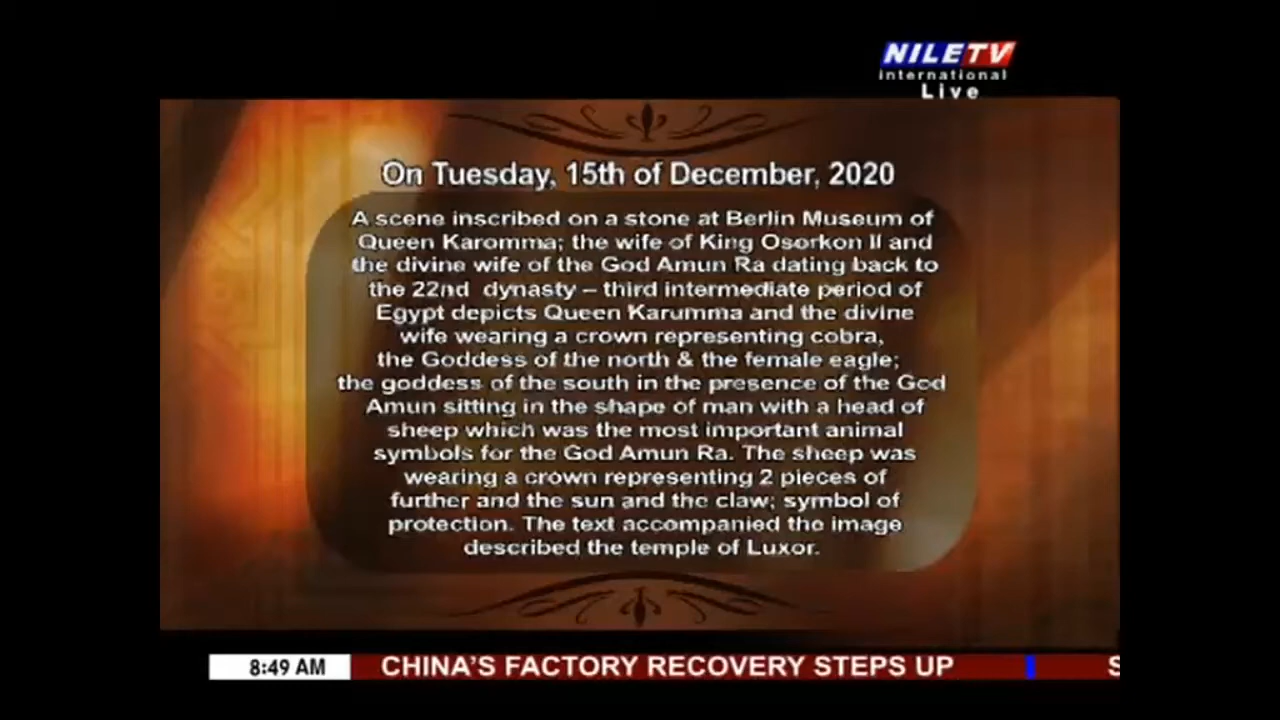 NILETV
international
Live
On Tuesday, 15th of December, 2020
A scene inscribed on a stone at Berlin Museum of
Queen Karomma; the wife of King Osorkon II and
the divine wife of the God Amun Ra dating back to
the 22nd dynasty – third intermediate period of
Egypt depicts Queen Karumma and the divine
wife wearing a crown representing cobra,
the Goddess of the north & the female eagle;
the goddess of the south in the presence of the God
Amun sitting in the shape of man with a head of
sheep which was the most important animal
symbols for the God Amun Ra. The sheep was
wearing a crown representing 2 pieces of
further and the sun and the claw; symbol of
protection. The text accompanied the image
described the temple of Luxor.
8:49 AM CHINA'S FACTORY RECOVERY STEPS UP S